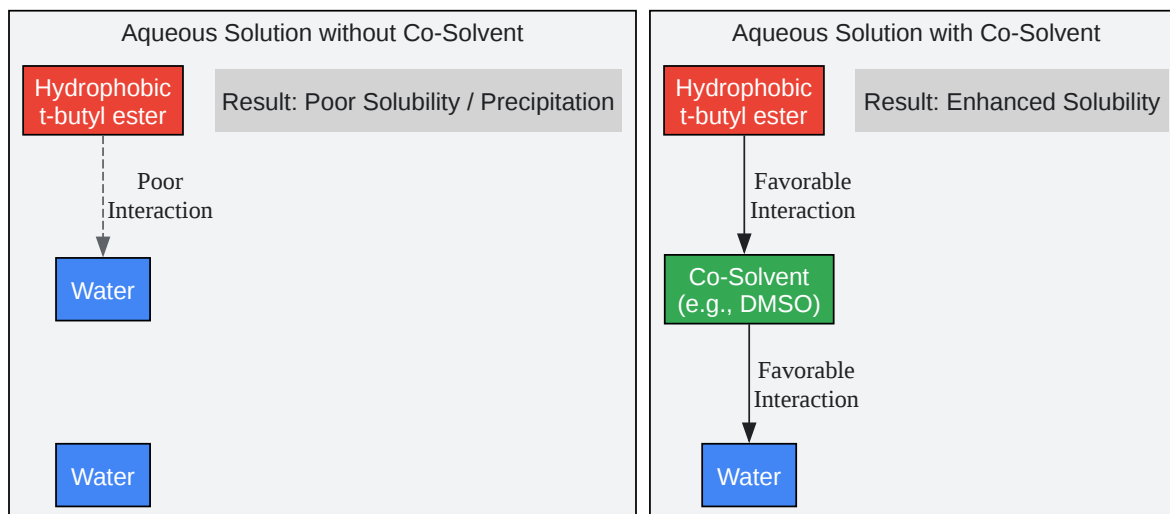 Aqueous Solution without Co-Solvent
Hydrophobic
t-butyl ester
Result: Poor Solubility / Precipitation
Poor
Interaction
Water
Water
Aqueous Solution with Co-Solvent
Hydrophobic
t-butyl ester
Result: Enhanced Solubility
Favorable
Interaction
Co-Solvent
(e.g., DMSO)
Favorable
Interaction
Water